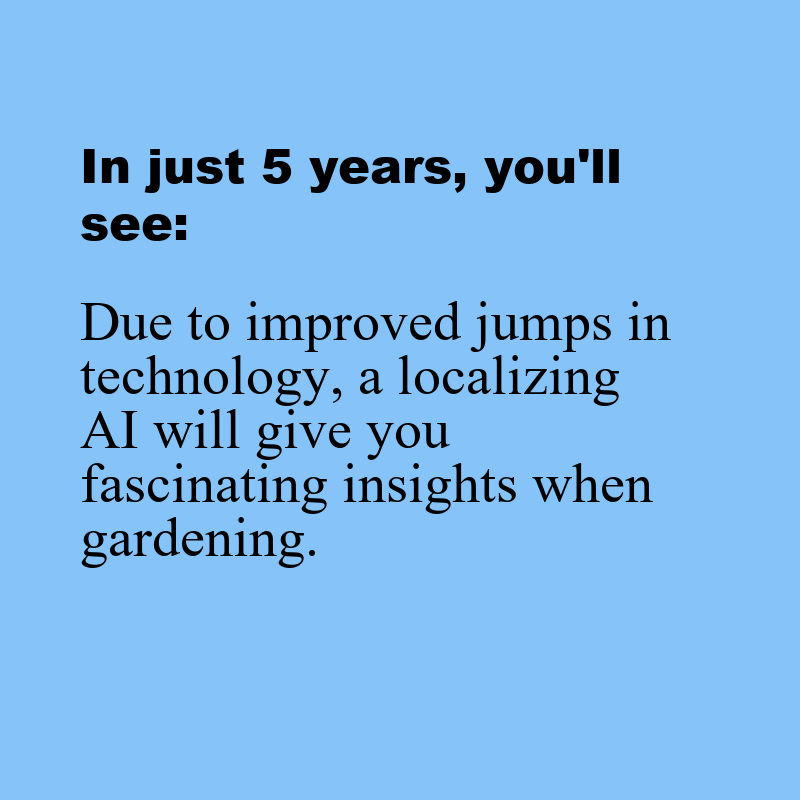 In just 5 years, you'll
see:
Due to improved jumps in
technology, a localizing
AI will give you
fascinating insights when
gardening.